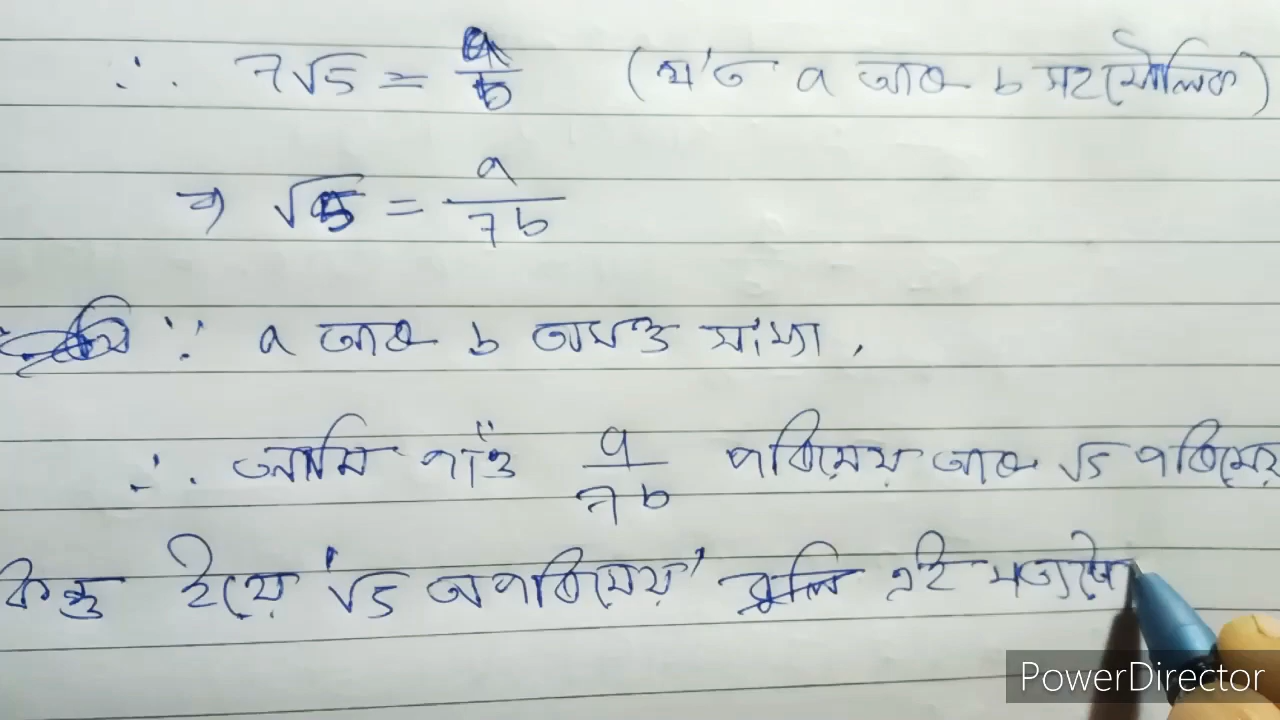 ∴ 7√5 = a/b (য'ত a আৰু b সহমৌলিক)
⇒ √5 = a/7b
∵ a আৰু b অখণ্ড সংখ্যা,
∴ আমি পাওঁ a/7b পৰিমেয় আৰু √5 পৰিমেয়
কিন্তু ইয়ে '√5 অপৰিমেয়' বুলি এই সত্যৰে
PowerDirector